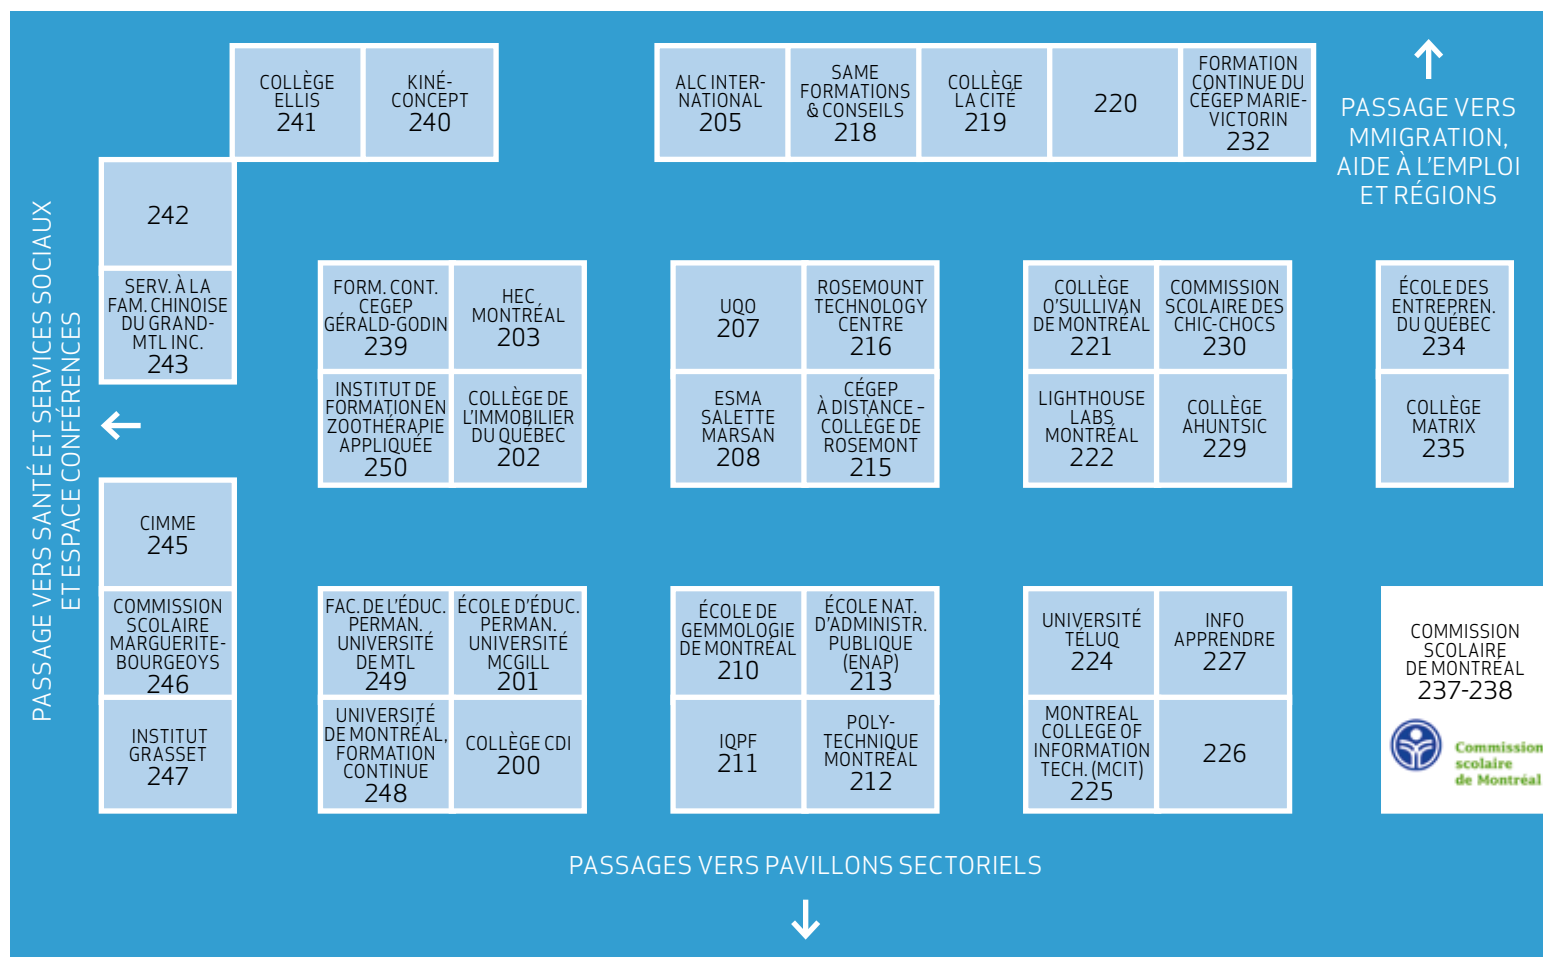 COLLÈGE
ELLIS
241
KINÉ-
CONCEPT
240
ALC INTER-
NATIONAL
205
SAME
FORMATIONS
& CONSEILS
218
COLLÈGE
LA CITÉ
219
220
FORMATION
CONTINUE DU
CÉGEP MARIE-
VICTORIN
232
PASSAGE VERS
MMIGRATION,
AIDE À L'EMPLOI
ET RÉGIONS
PASSAGE VERS SANTÉ ET SERVICES SOCIAUX
ET ESPACE CONFÉRENCES
242
SERV. À LA
FAM. CHINOISE
DU GRAND-
MTL INC.
243
FORM. CONT.
CEGEP
GÉRALD-GODIN
239
HEC
MONTRÉAL
203
INSTITUT DE
FORMATION EN
ZOOTHÉRAPIE
APPLIQUÉE
250
COLLÈGE DE
L'IMMOBILIER
DU QUÉBEC
202
UQO
207
ROSEMOUNT
TECHNOLOGY
CENTRE
216
ESMA
SALETTE
MARSAN
208
CÉGEP
À DISTANCE –
COLLÈGE DE
ROSEMONT
215
COLLÈGE
O'SULLIVAN
DE MONTRÉAL
221
COMMISSION
SCOLAIRE DES
CHIC-CHOCS
230
LIGHTHOUSE
LABS
MONTRÉAL
222
COLLÈGE
AHUNTSIC
229
ÉCOLE DES
ENTREPREN.
DU QUÉBEC
234
COLLÈGE
MATRIX
235
CIMME
245
COMMISSION
SCOLAIRE
MARGUERITE-
BOURGEOYS
246
INSTITUT
GRASSET
247
FAC. DE L'ÉDUC.
PERMAN.
UNIVERSITÉ
DE MTL
249
ÉCOLE D'ÉDUC.
PERMAN.
UNIVERSITÉ
MCGILL
201
UNIVERSITÉ
DE MONTRÉAL,
FORMATION
CONTINUE
248
COLLÈGE CDI
200
ÉCOLE DE
GEMMOLOGIE
DE MONTRÉAL
210
ÉCOLE NAT.
D'ADMINISTR.
PUBLIQUE
(ENAP)
213
IQPF
211
POLY-
TECHNIQUE
MONTRÉAL
212
UNIVERSITÉ
TÉLUQ
224
INFO
APPRENDRE
227
MONTREAL
COLLEGE OF
INFORMATION
TECH. (MCIT)
225
226
COMMISSION
SCOLAIRE
DE MONTRÉAL
237-238
Commission
scolaire
de Montréal
PASSAGES VERS PAVILLONS SECTORIELS